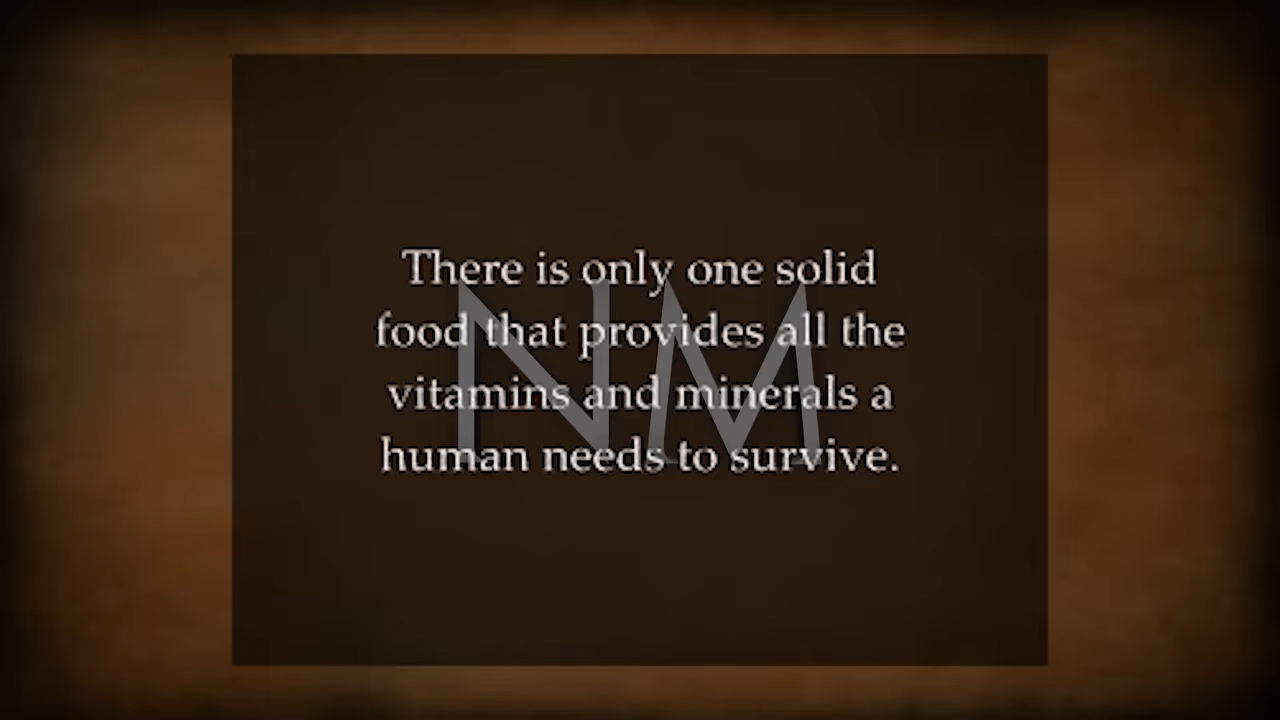 There is only one solid
food that provides all the
vitamins and minerals a
human needs to survive.
NM